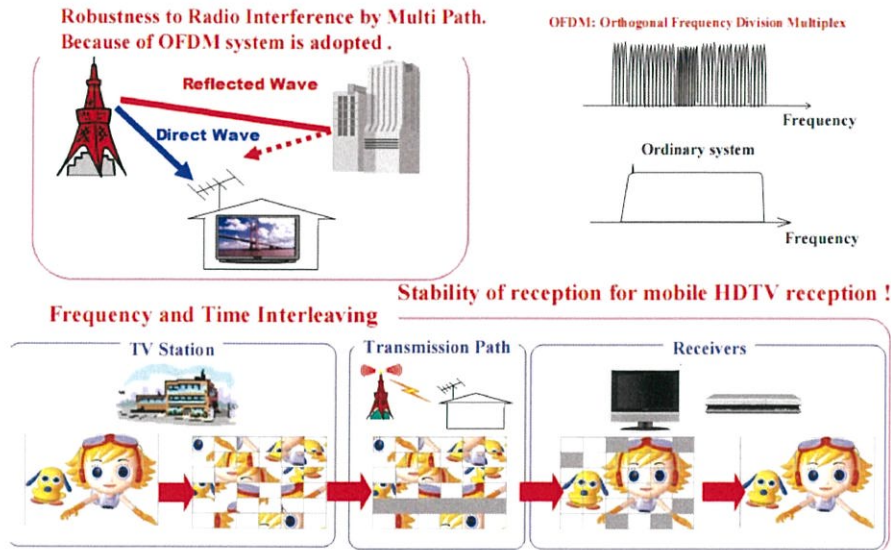 Robustness to Radio Interference by Multi Path.
Because of OFDM system is adopted .
Reflected Wave
Direct Wave
OFDM: Orthogonal Frequency Division Multiplex
Frequency
Ordinary system
Frequency
Stability of reception for mobile HDTV reception !
Frequency and Time Interleaving
TV Station
Transmission Path
Receivers